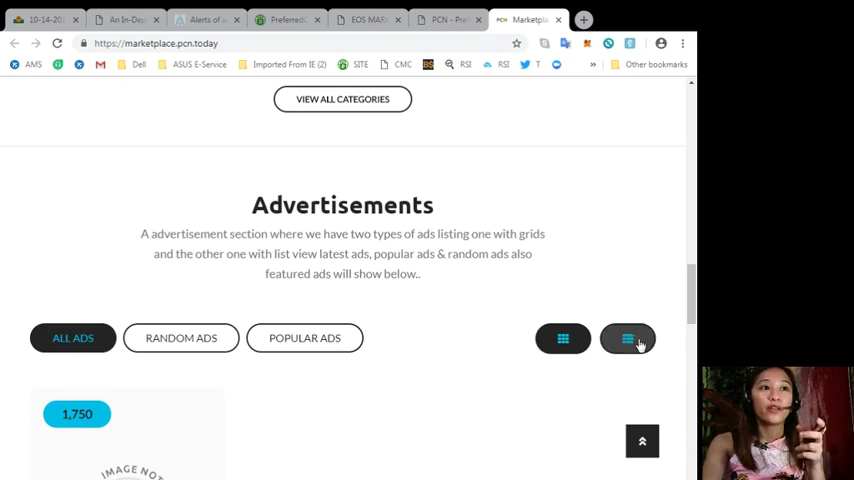 10-14-201
An In-Dep
Alerts of a
Preferred
EOS MAR
PCN - Pre
Marketpla
https://marketplace.pcn.today
AMS
Dell
ASUS E-Service
Imported From IE (2)
SITE
CMC
BS
RSI
RSI
T
»
Other bookmarks
VIEW ALL CATEGORIES
Advertisements
A advertisement section where we have two types of ads listing one with grids
and the other one with list view latest ads, popular ads & random ads also
featured ads will show below..
ALL ADS
RANDOM ADS
POPULAR ADS
1,750
IMAGE NOT